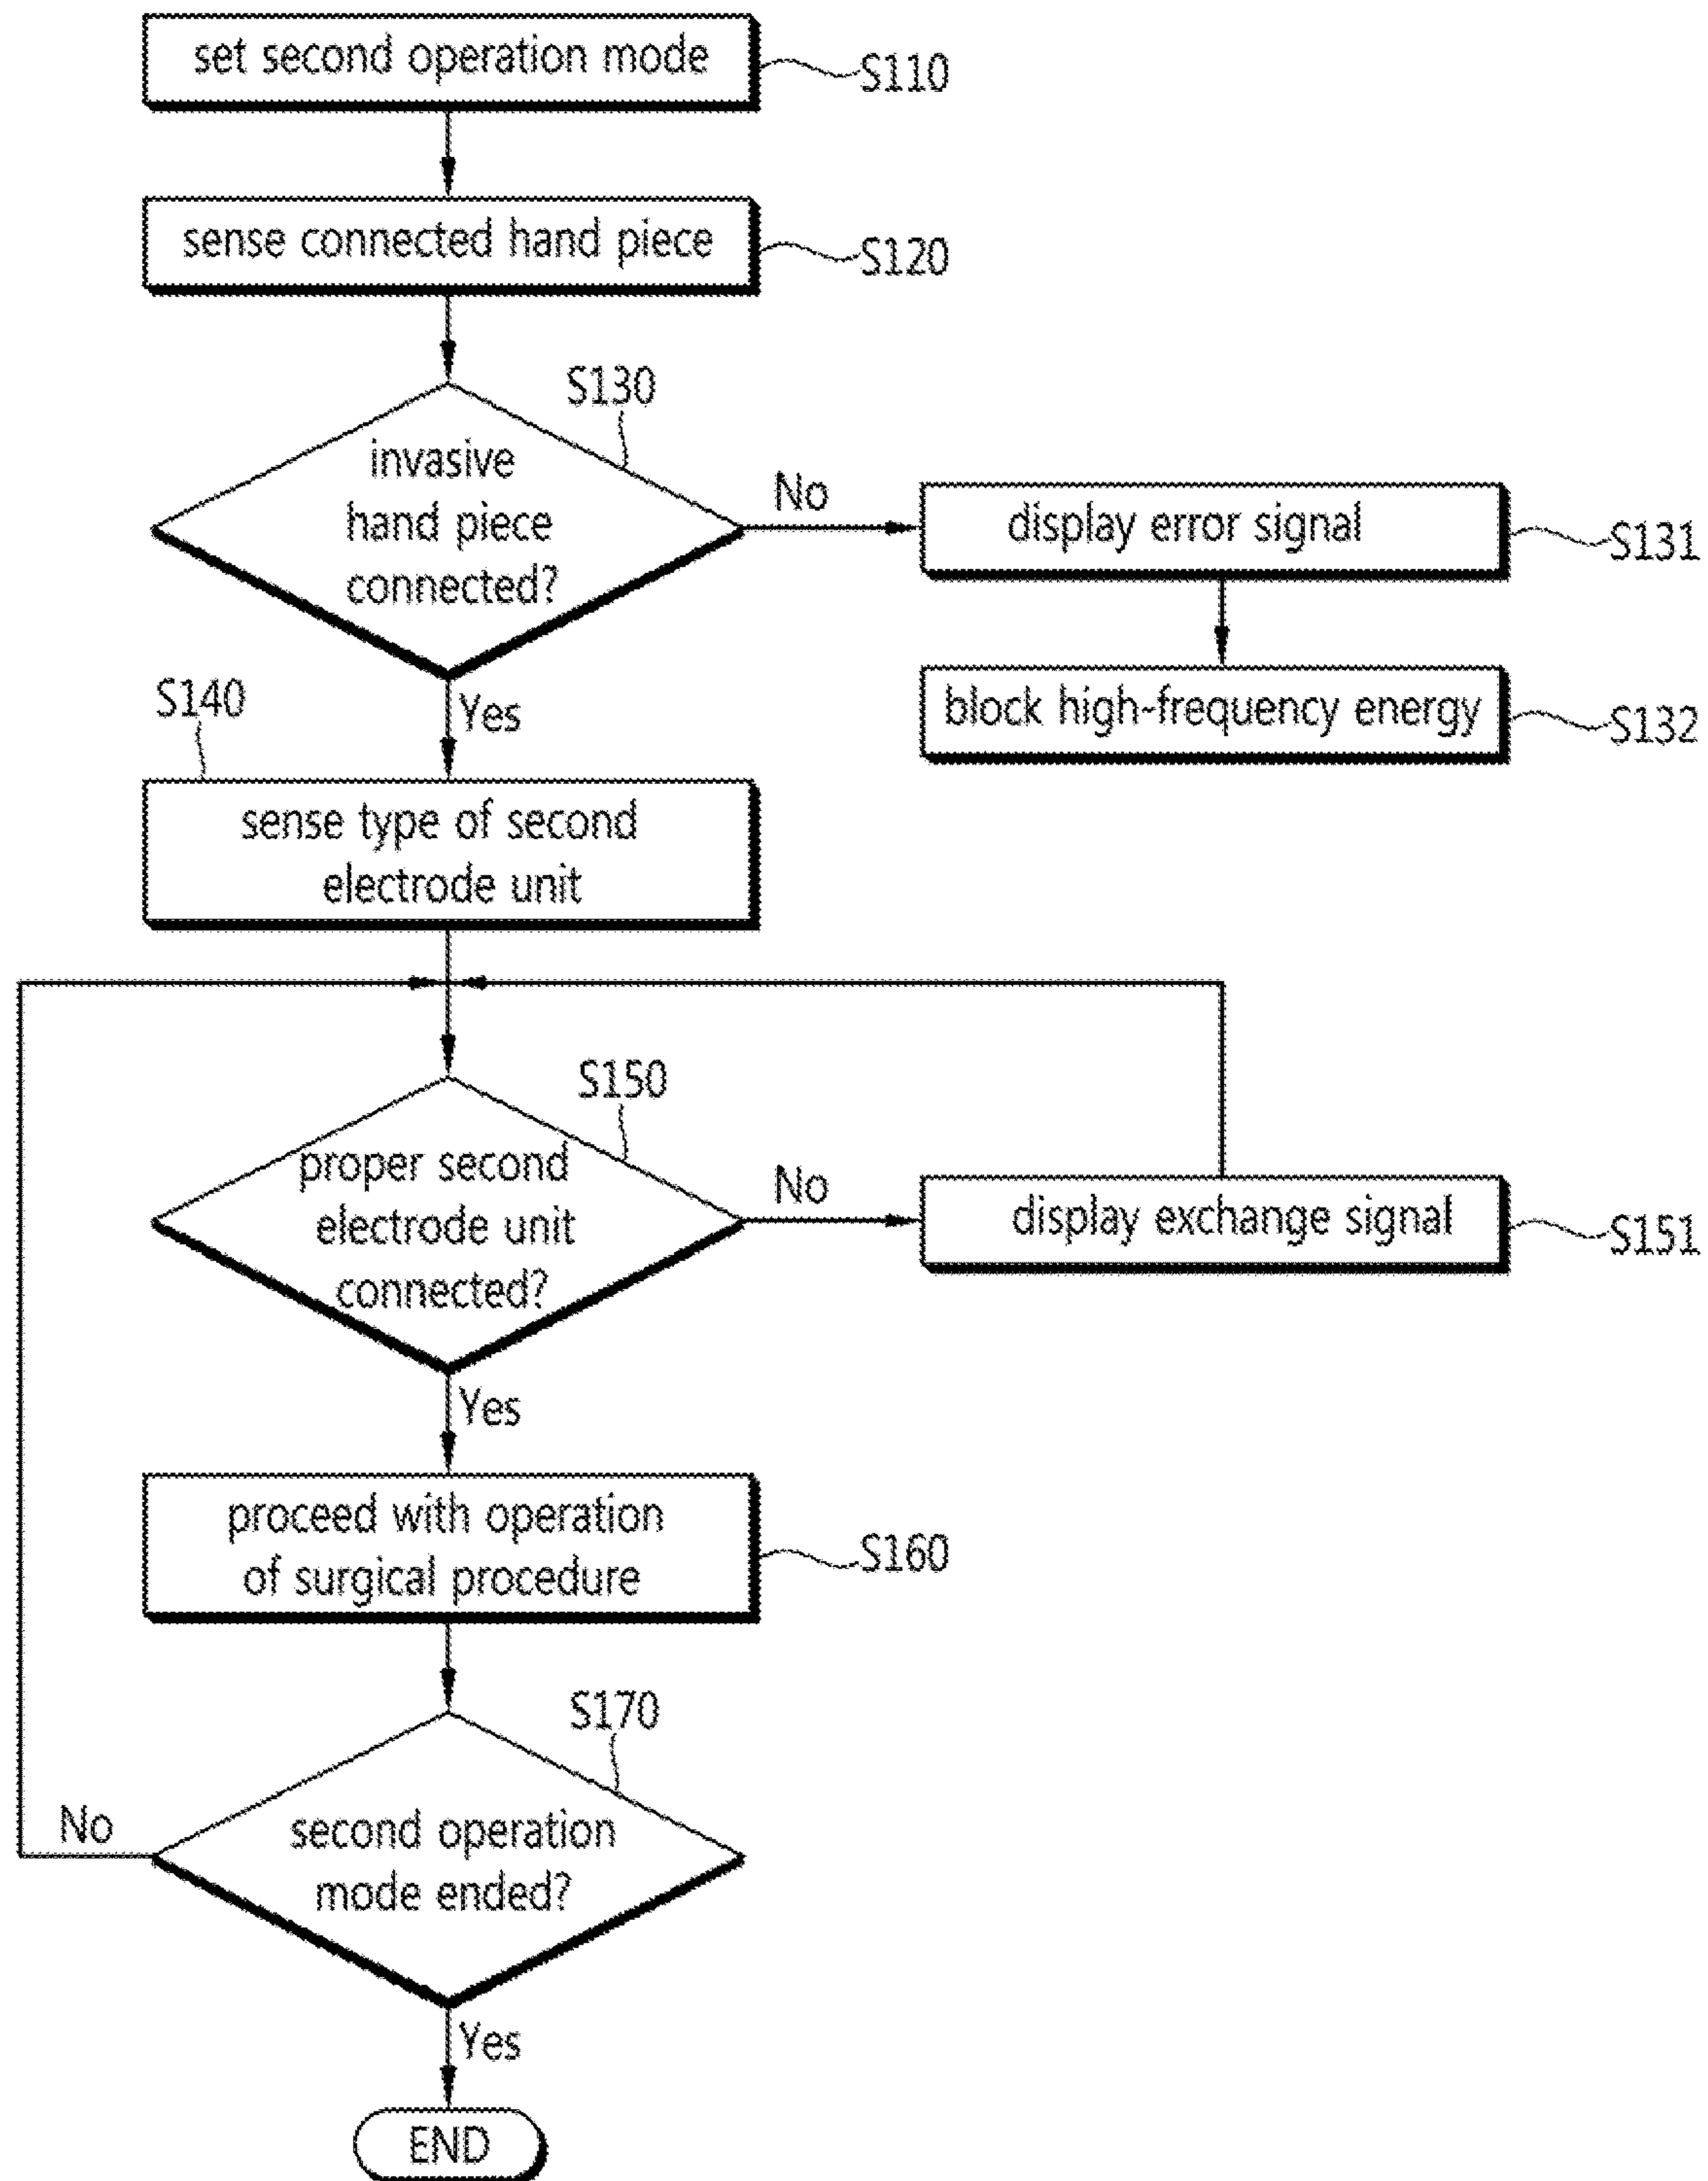 set second operation mode
S110
sense connected hand piece
S120
S130
invasive
hand piece
connected?
No
display error signal
S131
block high-frequency energy
S132
Yes
S140
sense type of second
electrode unit
S150
proper second
electrode unit
connected?
No
display exchange signal
S151
Yes
proceed with operation
of surgical procedure
S160
S170
second operation
mode ended?
No
Yes
END